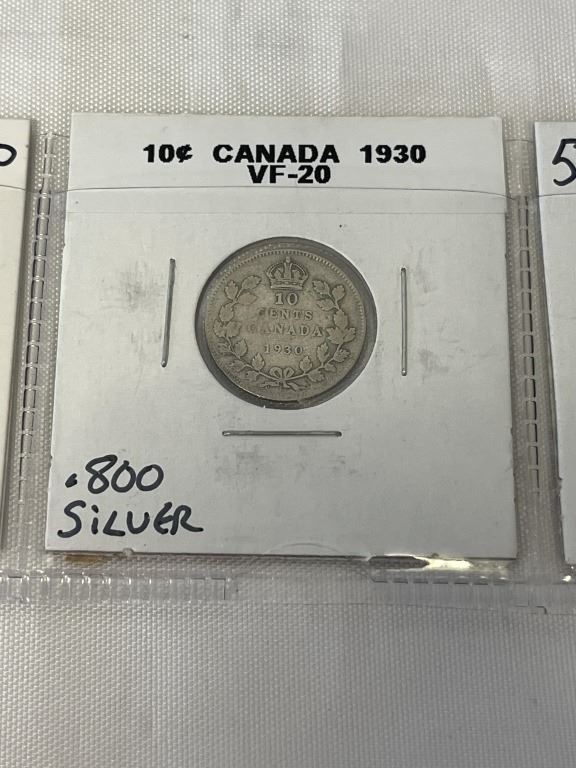 10¢ CANADA 1930
VF-20
10
CENTS
CANADA
1930
.800
SILVER